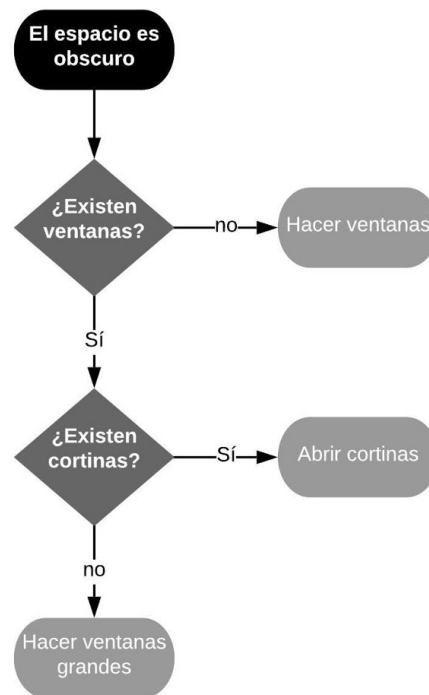 El espacio es
obscuro
¿Existen
ventanas?
no
Hacer ventanas
Sí
¿Existen
cortinas?
Sí
Abrir cortinas
no
Hacer ventanas
grandes